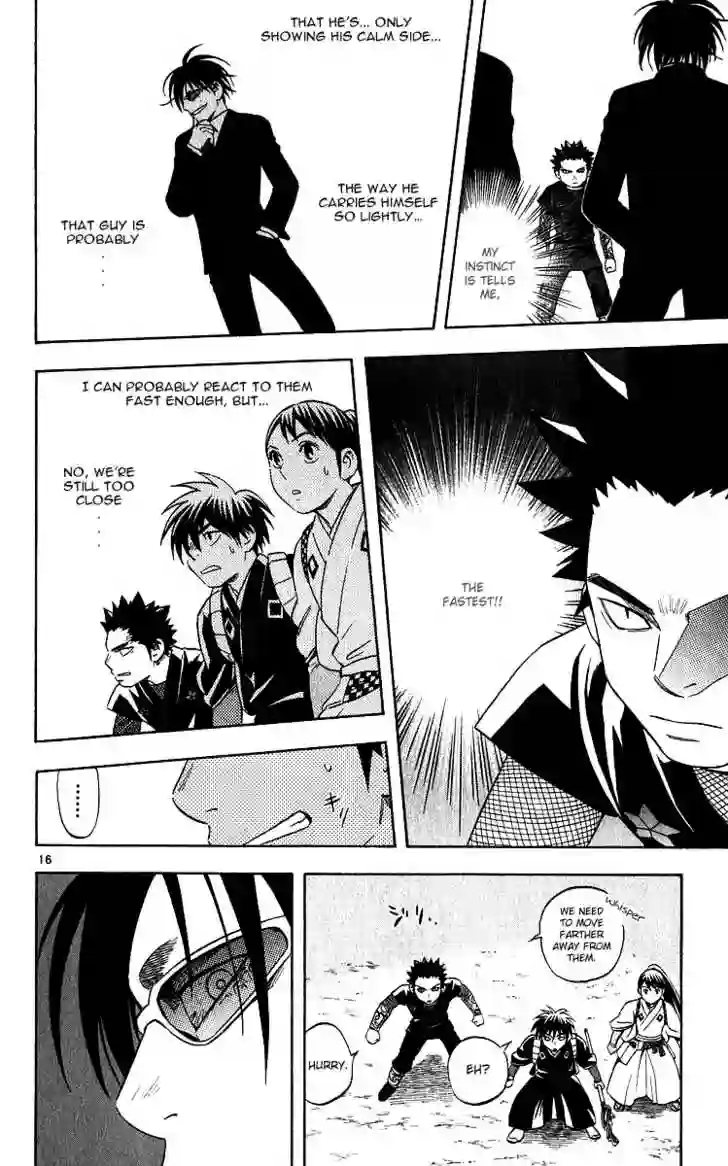 MY
INSTINCT
IS TELLS
ME,
THAT HE'S... ONLY
SHOWING HIS CALM SIDE...
THE WAY HE
CARRIES HIMSELF
SO LIGHTLY...
THAT GUY IS
PROBABLY
. . .
THE
FASTEST!!
I CAN PROBABLY REACT TO THEM
FAST ENOUGH, BUT...
NO, WE'RE
STILL TOO
CLOSE
. . .
......
16
whisper
WE NEED
TO MOVE
FARTHER
AWAY FROM
THEM.
ジリ..
EH?
HURRY.